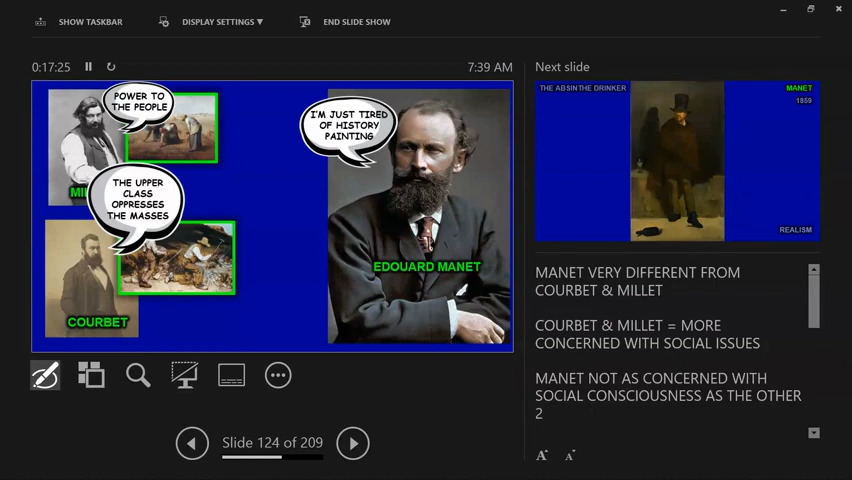 SHOW TASKBAR
DISPLAY SETTINGS ▼
END SLIDE SHOW
0:17:25
7:39 AM
POWER TO
THE PEOPLE
THE UPPER
CLASS
OPPRESSES
THE MASSES
COURBET
I'M JUST TIRED
OF HISTORY
PAINTING
EDOUARD MANET
Slide 124 of 209
Next slide
THE ABSINTHE DRINKER
MANET
1859
REALISM
MANET VERY DIFFERENT FROM
COURBET & MILLET
COURBET & MILLET = MORE
CONCERNED WITH SOCIAL ISSUES
MANET NOT AS CONCERNED WITH
SOCIAL CONSCIOUSNESS AS THE OTHER
2
A
A